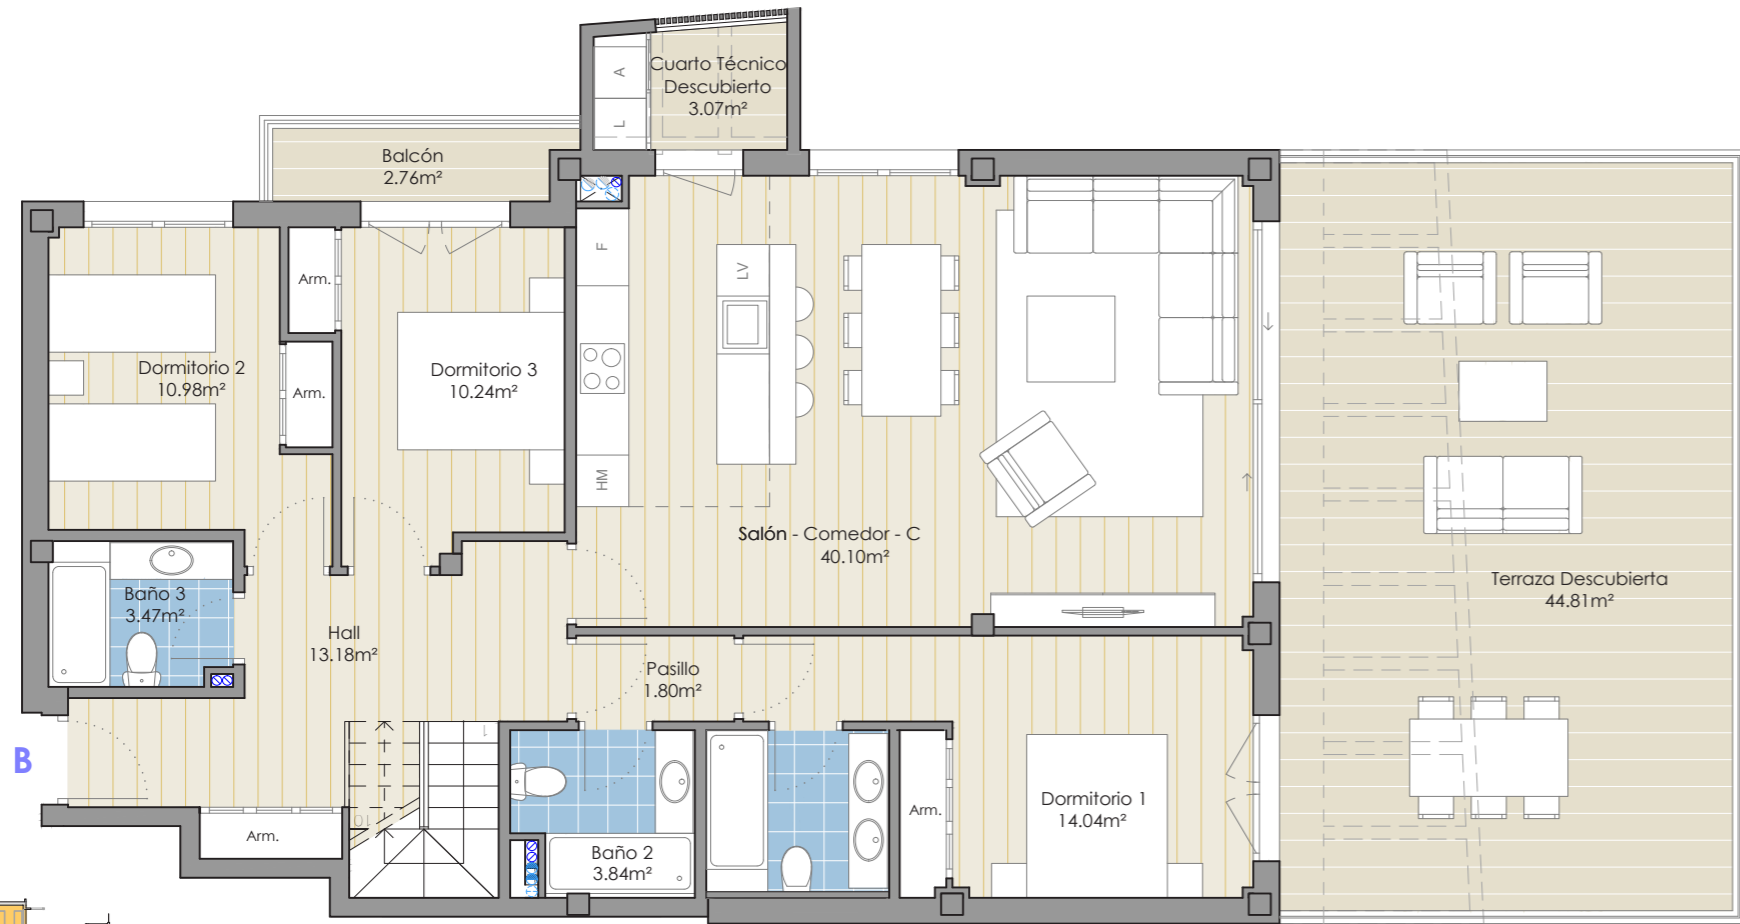 Cuarto Técnico
Descubierto
3.07m²
A
L
Balcón
2.76m²
F
LV
HM
Arm.
Arm.
Dormitorio 2
10.98m²
Dormitorio 3
10.24m²
Salón - Comedor - C
40.10m²
Terraza Descubierta
44.81m²
Baño 3
3.47m²
Hall
13.18m²
Pasillo
1.80m²
B
1
10
Arm.
Baño 2
3.84m²
Arm.
Dormitorio 1
14.04m²